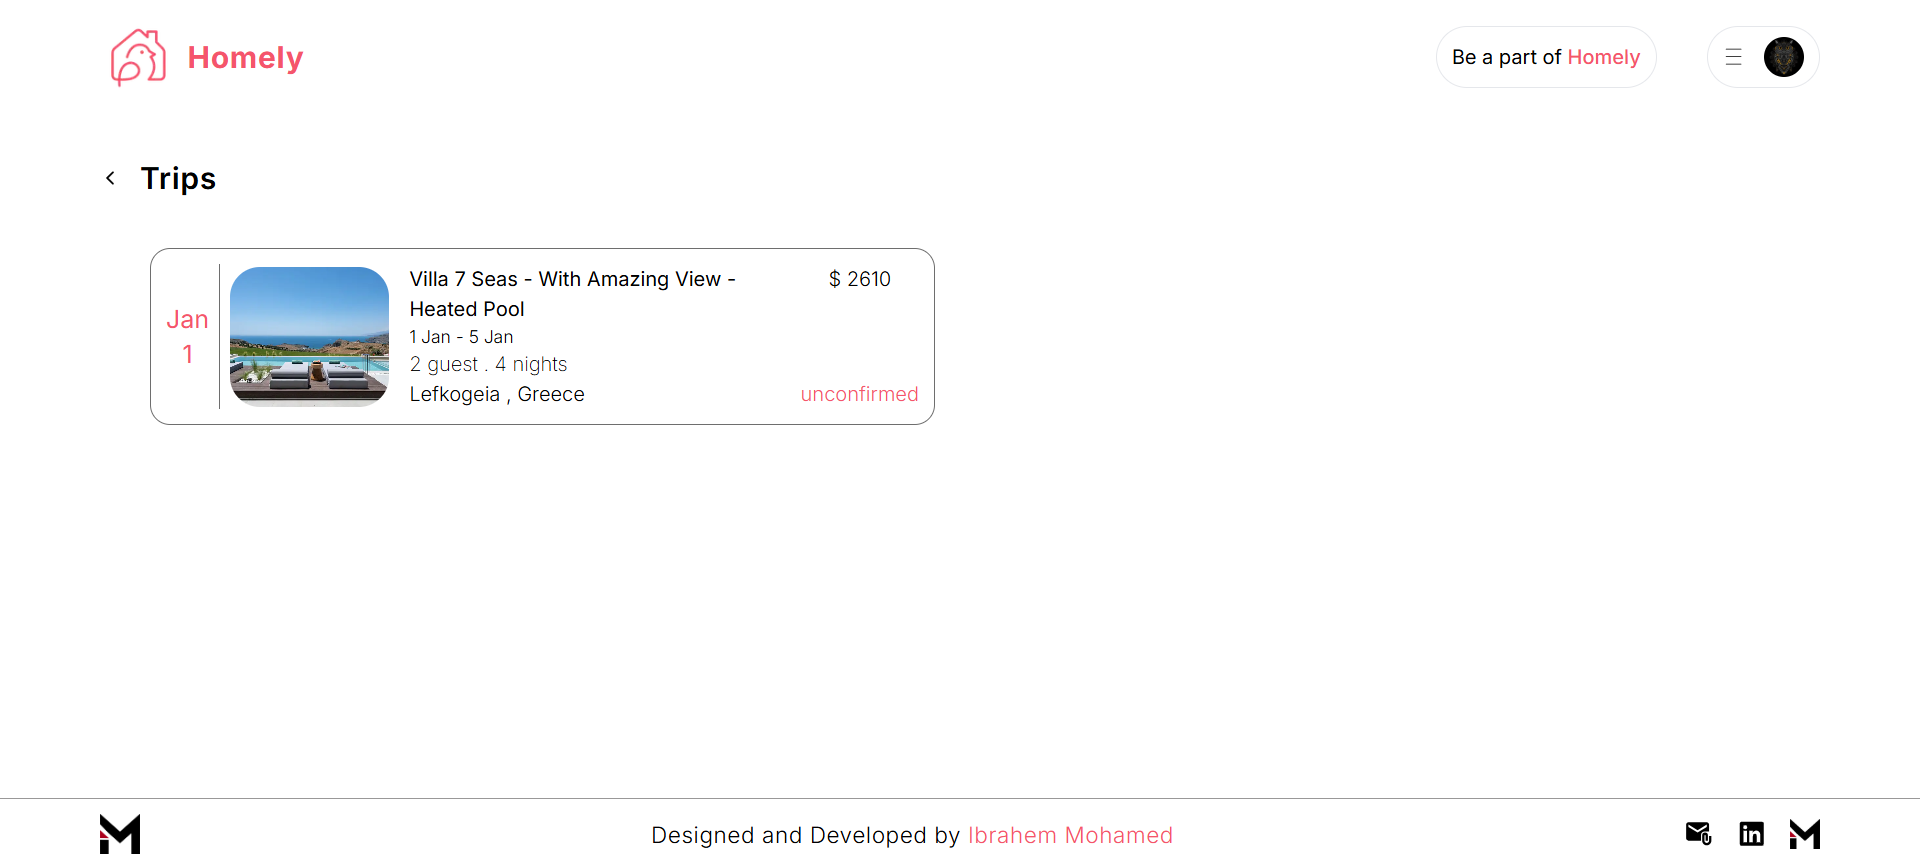 Homely
Be a part of Homely
Trips
Jan
1
Villa 7 Seas - With Amazing View -
Heated Pool
$ 2610
1 Jan - 5 Jan
2 guest . 4 nights
Lefkogeia , Greece
unconfirmed
Designed and Developed by Ibrahem Mohamed